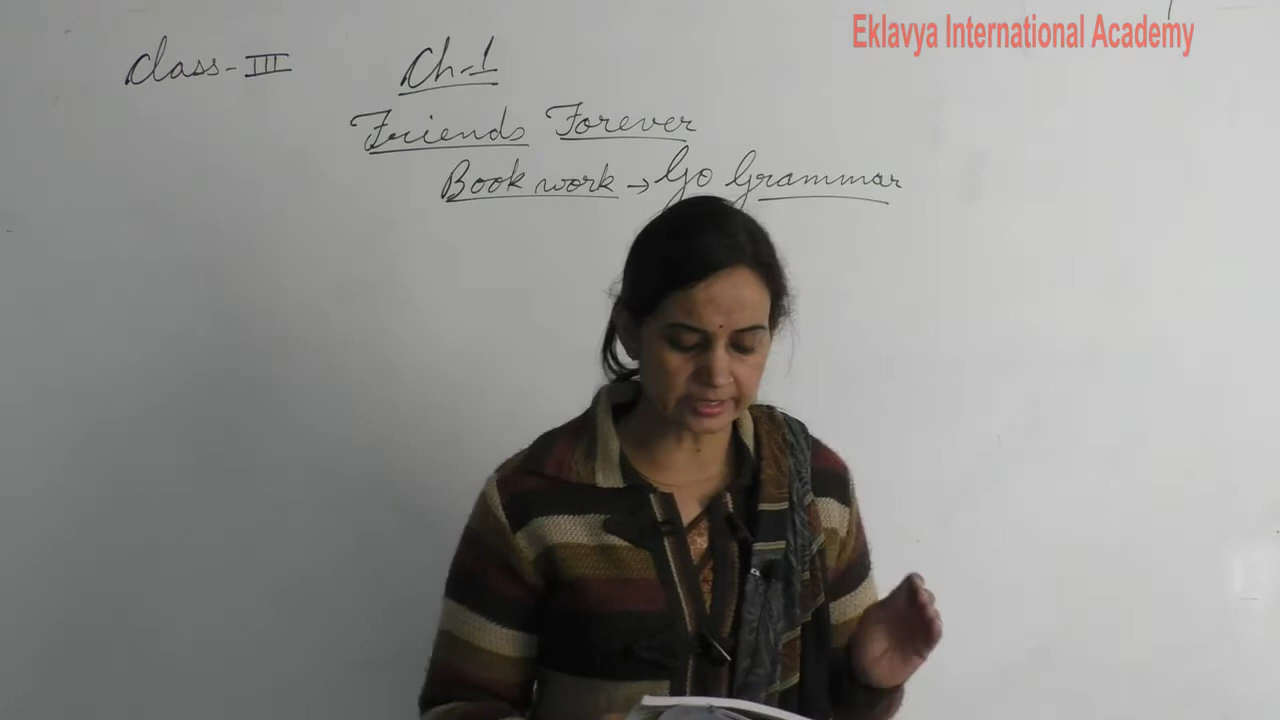 Eklavya International Academy
Class-III
Ch-1
Friends Forever
Book work → Go Grammar